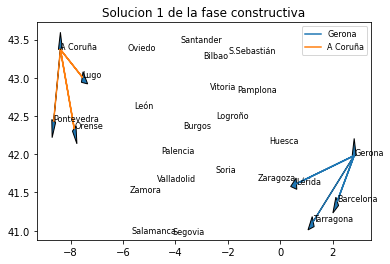 Solucion 1 de la fase constructiva
Gerona
A Coruña
43.5
43.0
42.5
42.0
41.5
41.0
A Coruña
Oviedo
Santander
S.Sebastián
Bilbao
Lugo
Vitoria
Pamplona
León
Logroño
Pontevedra
Orense
Burgos
Huesca
Palencia
Gerona
Soria
Valladolid
Zaragoza
Lérida
Zamora
Barcelona
Tarragona
Salamanca
Segovia
−8
−6
−4
−2
0
2